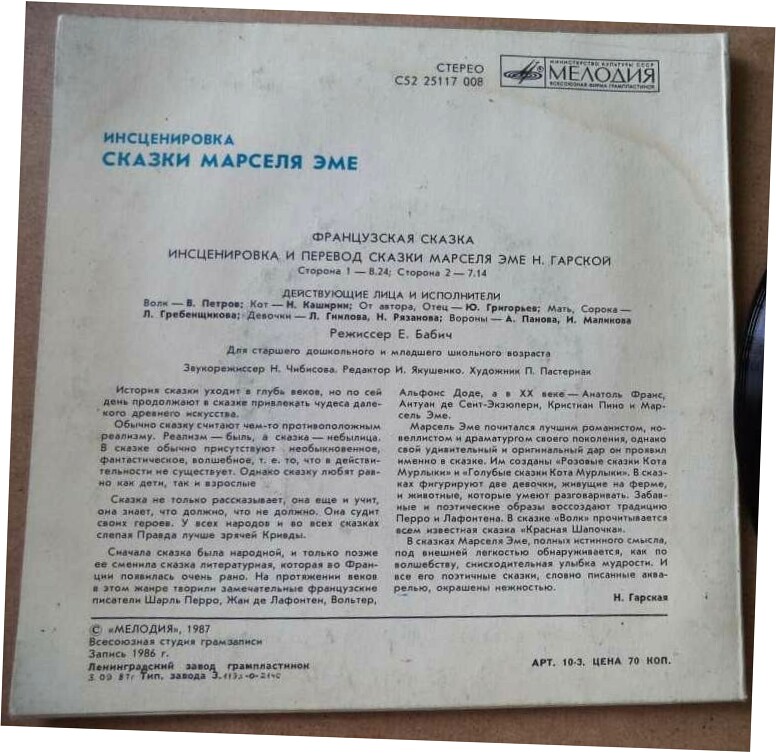 СТЕРЕО
С52 25117 008
МИНИСТЕРСТВО КУЛЬТУРЫ СССР
МЕЛОДИЯ
ВСЕСОЮЗНАЯ ФИРМА ГРАМПЛАСТИНОК
ИНСЦЕНИРОВКА
СКАЗКИ МАРСЕЛЯ ЭМЕ
ФРАНЦУЗСКАЯ СКАЗКА
ИНСЦЕНИРОВКА И ПЕРЕВОД СКАЗКИ МАРСЕЛЯ ЭМЕ Н. ГАРСКОЙ
Сторона 1 — 8.24; Сторона 2 — 7.14
ДЕЙСТВУЮЩИЕ ЛИЦА И ИСПОЛНИТЕЛИ
Волк — В. Петров; Кот — Н. Каширин; От автора, Отец — Ю. Григорьев; Мать, Сорока —
Л. Гребенщикова; Девочки — Л. Гнилова, Н. Рязанова; Вороны — А. Панова, И. Маликова
Режиссер Е. Бабич
Для старшего дошкольного и младшего школьного возраста
Звукорежиссер Н. Чибисова. Редактор И. Якушенко. Художник П. Пастернак
История сказки уходит в глубь веков, но по сей
день продолжают в сказке привлекать чудеса дале-
кого древнего искусства.
Обычно сказку считают чем-то противоположным
реализму. Реализм — быль, а сказка — небылица.
В сказке обычно присутствуют необыкновенное,
фантастическое, волшебное, т. е. то, что в действи-
тельности не существует. Однако сказку любят рав-
но как дети, так и взрослые
Сказка не только рассказывает, она еще и учит,
она знает, что должно, что не должно. Она судит
своих героев. У всех народов и во всех сказках
слепая Правда лучше зрячей Кривды.
Сначала сказка была народной, и только позже
ее сменила сказка литературная, которая во Фран-
ции появилась очень рано. На протяжении веков
в этом жанре творили замечательные французские
писатели Шарль Перро, Жан де Лафонтен, Вольтер,
Альфонс Доде, а в XX веке — Анатоль Франс,
Антуан де Сент-Экзюпери, Кристиан Пино и Мар-
сель Эме.
Марсель Эме почитался лучшим романистом, но-
веллистом и драматургом своего поколения, однако
свой удивительный и оригинальный дар он проявил
именно в сказке. Им созданы «Розовые сказки Кота
Мурлыки» и «Голубые сказки Кота Мурлыки». В сказ-
ках фигурируют две девочки, живущие на ферме,
и животные, которые умеют разговаривать. Забав-
ные и поэтические образы воссоздают традиции
Перро и Лафонтена. В сказке «Волк» прочитывается
всем известная сказка «Красная Шапочка».
В сказках Марселя Эме, полных истинного смысла,
под внешней легкостью обнаруживается, как по
волшебству, снисходительная улыбка мудрости. И
все его поэтичные сказки, словно писанные аква-
релью, окрашены нежностью.
Н. Гарская
© «МЕЛОДИЯ», 1987
Всесоюзная студия грамзаписи
Запись 1986 г.
Ленинградский завод грампластинок
Тип. завода
АРТ. 10-3. ЦЕНА 70 КОП.